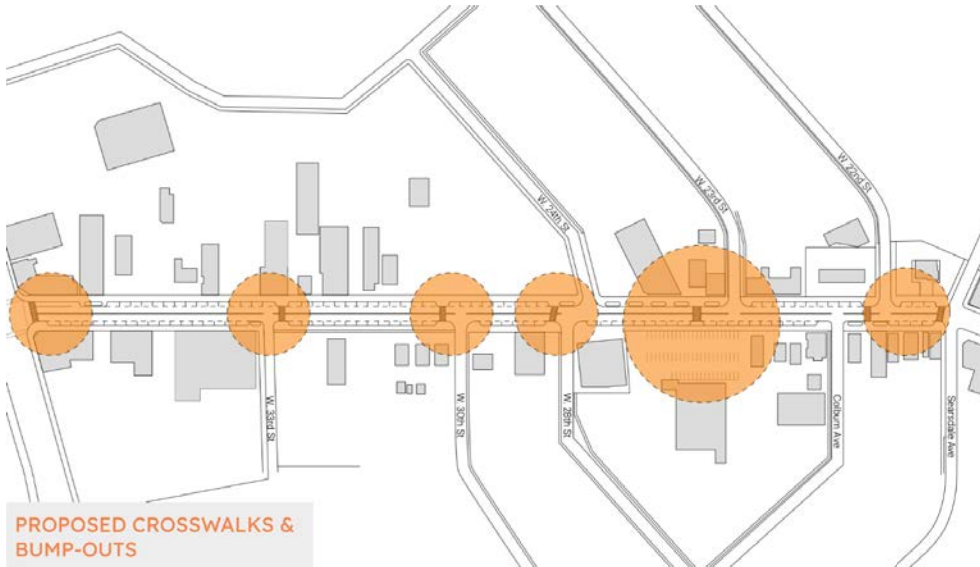 W. 24th St
W. 23rd St
W. 22nd St
W. 33rd St
W. 30th St
W. 28th St
Colburn Ave
Searsdale Ave
PROPOSED CROSSWALKS &
BUMP-OUTS